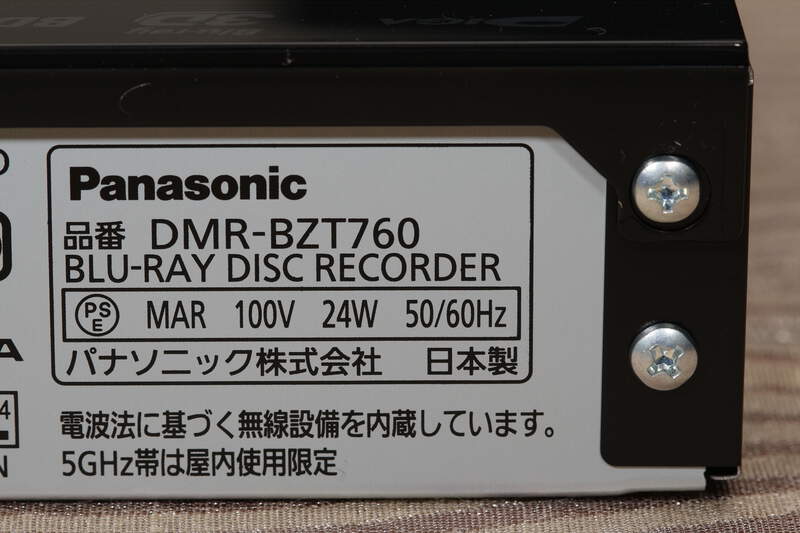 Panasonic
品番 DMR-BZT760
BLU-RAY DISC RECORDER
PSE MAR 100V 24W 50/60Hz
パナソニック株式会社 日本製
電波法に基づく無線設備を内蔵しています。
5GHz帯は屋内使用限定